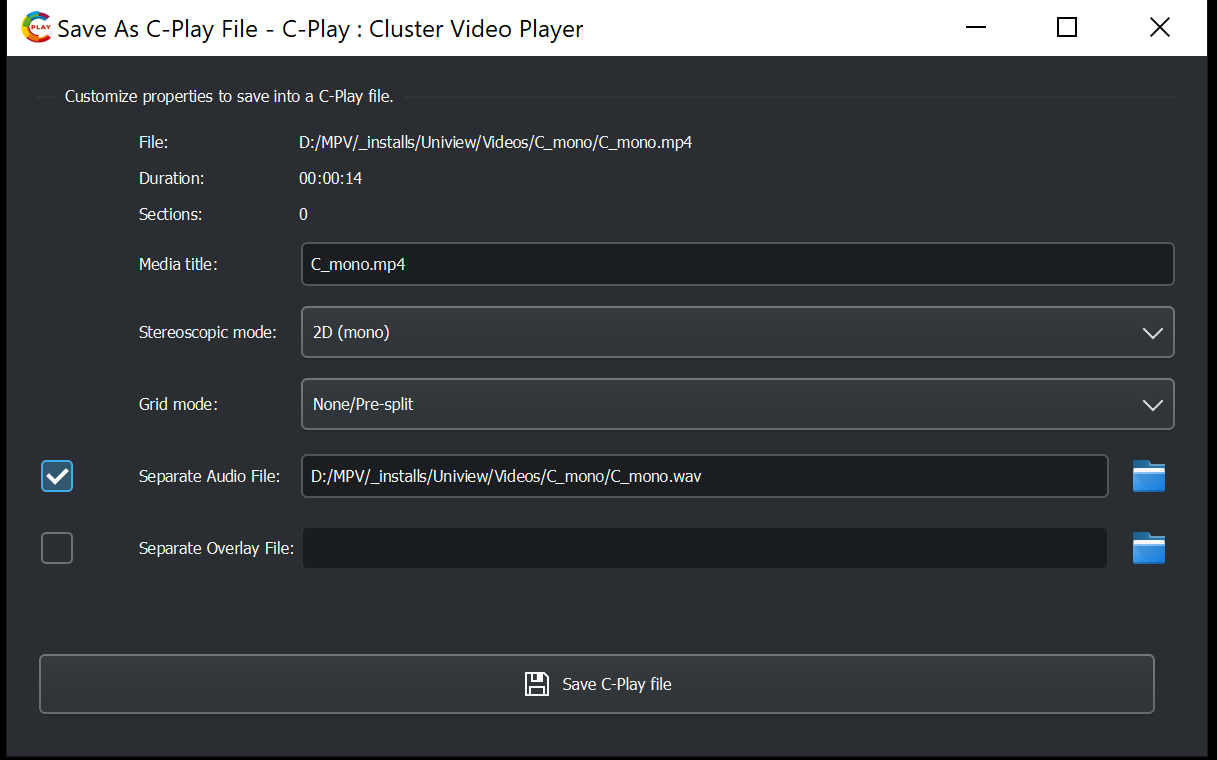 PLAY
Save As C-Play File - C-Play : Cluster Video Player
Customize properties to save into a C-Play file.
File: D:/MPV/_installs/Uniview/Videos/C_mono/C_mono.mp4
Duration: 00:00:14
Sections: 0
Media title: C_mono.mp4
Stereoscopic mode: 2D (mono)
Grid mode: None/Pre-split
Separate Audio File: D:/MPV/_installs/Uniview/Videos/C_mono/C_mono.wav
Separate Overlay File:
Save C-Play file